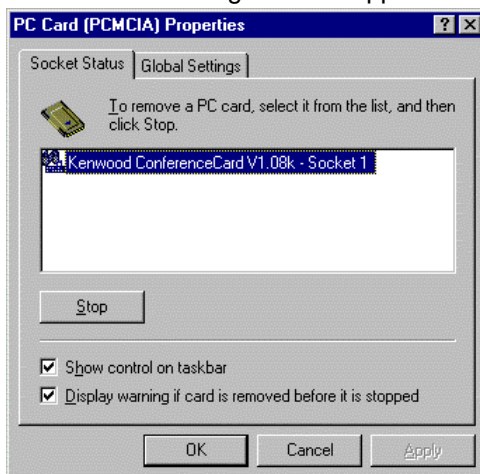 PC Card (PCMCIA) Properties
Socket Status
Global Settings
To remove a PC card, select it from the list, and then
click Stop.
Kenwood ConferenceCard V1.08k - Socket 1
Stop
Show control on taskbar
Display warning if card is removed before it is stopped
OK
Cancel
Apply